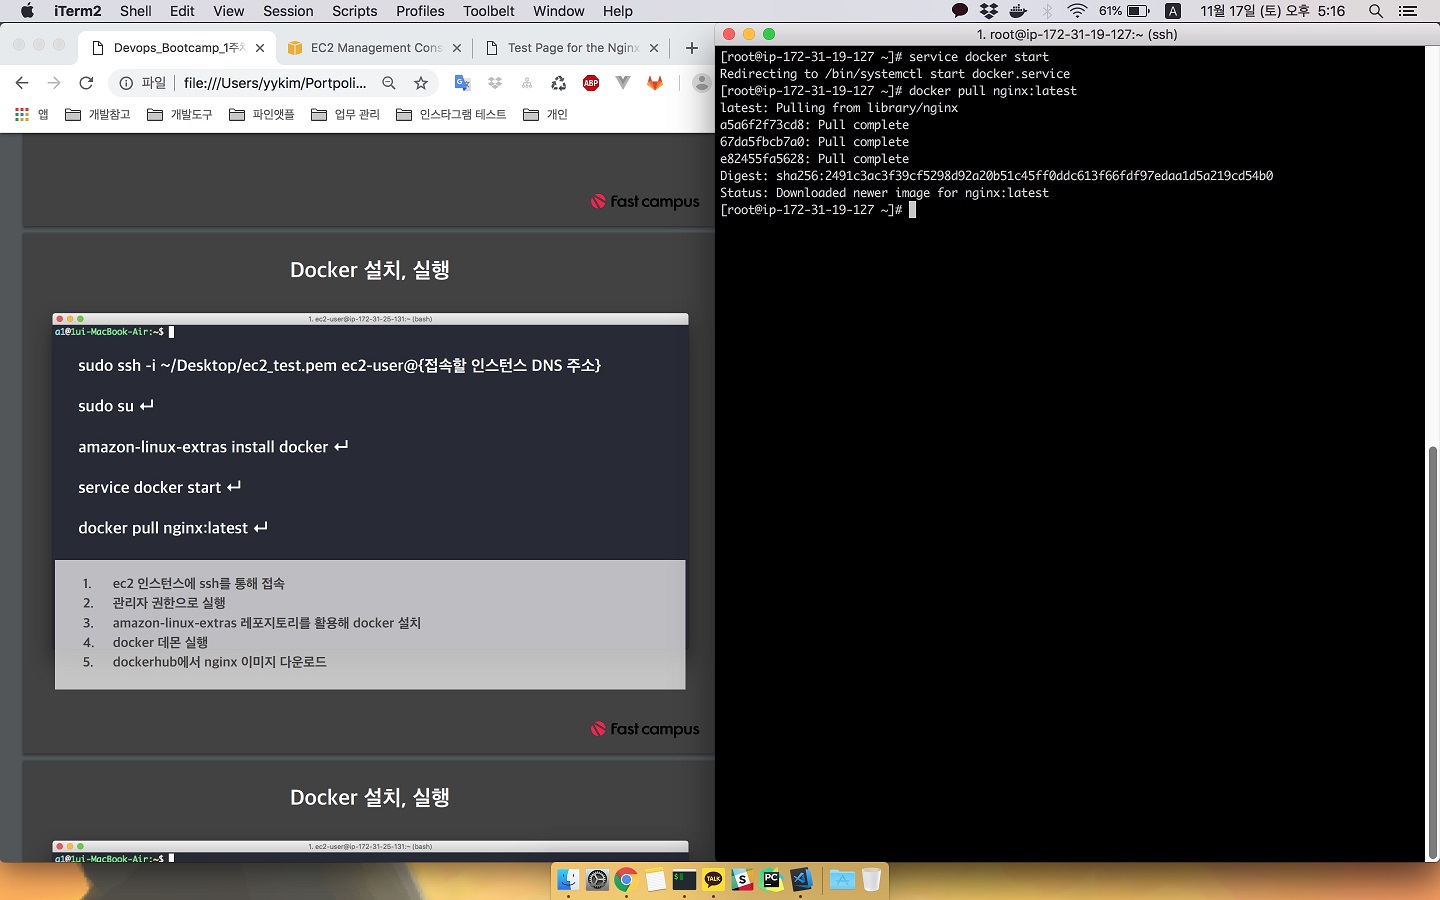 iTerm2 Shell Edit View Session Scripts Profiles Toolbelt Window Help 61% A 11월 17일 (토) 오후 5:16
Devops_Bootcamp_1주차
EC2 Management Cons
Test Page for the Nginx
파일 file:///Users/yykim/Portpoli...
ABP
앱 개발참고 개발도구 파인앳플 업무 관리 인스타그램 테스트 개인
Fast campus
Docker 설치, 실행
1. ec2-user@ip-172-31-25-131:~ (bash)
a1@1ui-MacBook-Air:~$
sudo ssh -i ~/Desktop/ec2_test.pem ec2-user@{접속할 인스턴스 DNS 주소}
sudo su ↵
amazon-linux-extras install docker ↵
service docker start ↵
docker pull nginx:latest ↵
1. ec2 인스턴스에 ssh를 통해 접속
2. 관리자 권한으로 실행
3. amazon-linux-extras 레포지토리를 활용해 docker 설치
4. docker 데몬 실행
5. dockerhub에서 nginx 이미지 다운로드
Fast campus
Docker 설치, 실행
1. ec2-user@ip-172-31-25-131:~ (bash)
a1@1ui-MacBook-Air:~$
1. root@ip-172-31-19-127:~ (ssh)
[root@ip-172-31-19-127 ~]# service docker start
Redirecting to /bin/systemctl start docker.service
[root@ip-172-31-19-127 ~]# docker pull nginx:latest
latest: Pulling from library/nginx
a5a6f2f73cd8: Pull complete
67da5fbcb7a0: Pull complete
e82455fa5628: Pull complete
Digest: sha256:2491c3ac3f39cf5298d92a20b51c45ff0ddc613f66fdf97edaa1d5a219cd54b0
Status: Downloaded newer image for nginx:latest
[root@ip-172-31-19-127 ~]#
TALK
S
PC